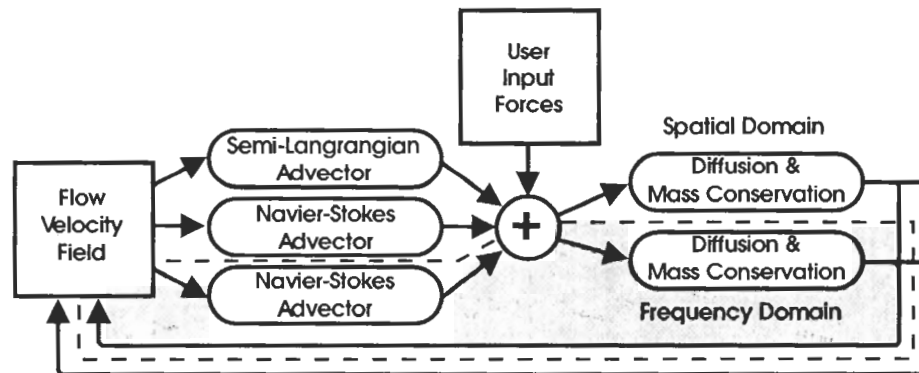 User
Input
Forces
Spatial Domain
Semi-Langrangian
Advector
Diffusion &
Mass Conservation
Flow
Velocity
Field
Navier-Stokes
Advector
+
Diffusion &
Mass Conservation
Navier-Stokes
Advector
Frequency Domain